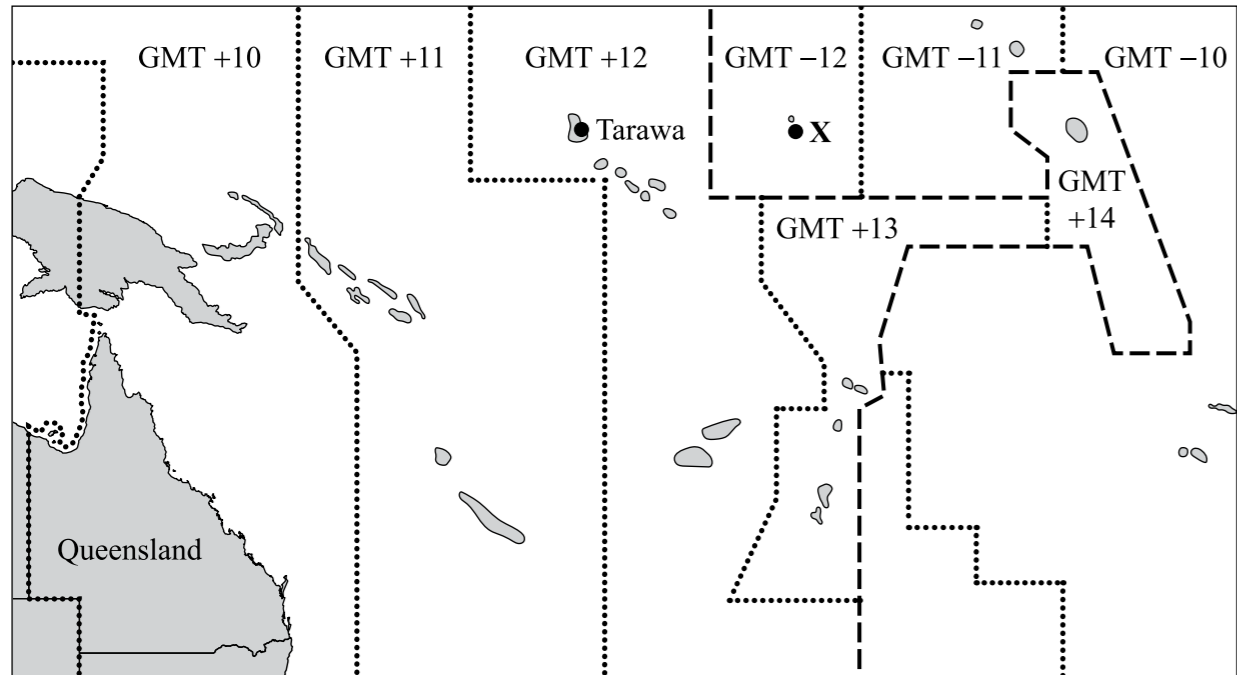 GMT +10
GMT +11
GMT +12
GMT −12
GMT −11
GMT −10
Tarawa
X
GMT
+14
GMT +13
Queensland